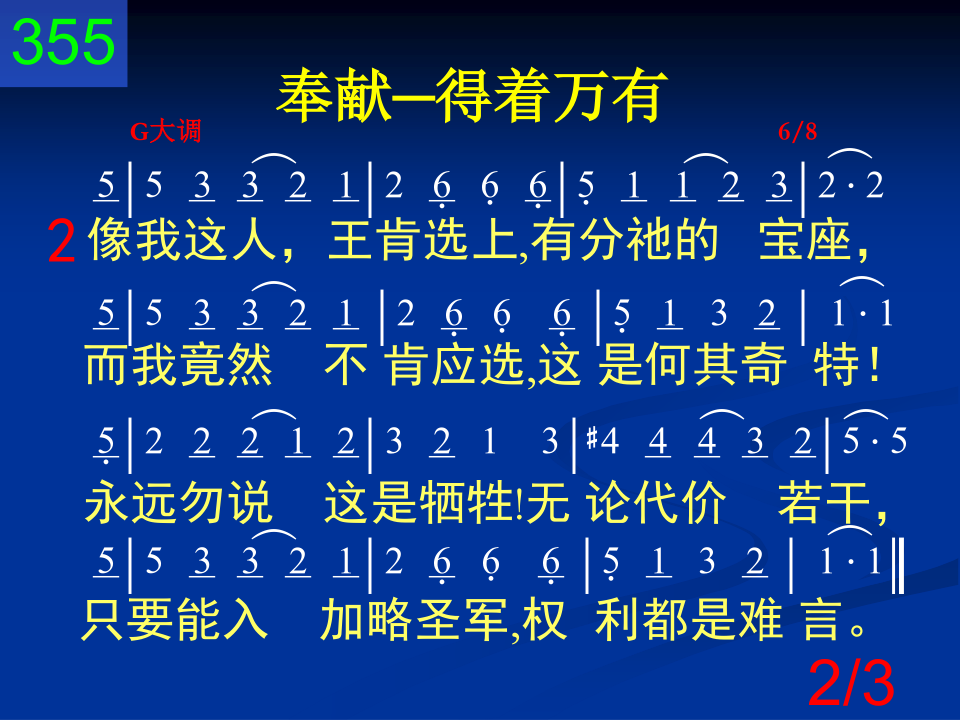 355
奉献─得着万有
G大调 6/8
5 | 5 3 3 2 1 | 2 6̣ 6̣ 6̣ | 5̣ 1 1 2 3 | 2 · 2
2 像我这人，王肯选上,有分祂的 宝座，
5 | 5 3 3 2 1 | 2 6̣ 6̣ 6̣ | 5̣ 1 3 2 | 1 · 1
而我竟然 不 肯应选,这 是何其奇 特！
5̣ | 2 2 2 1 2 | 3 2 1 3 | ♯4 4 4 3 2 | 5 · 5
永远勿说 这是牺牲!无 论代价 若干，
5 | 5 3 3 2 1 | 2 6̣ 6̣ 6̣ | 5̣ 1 3 2 | 1 · 1 ‖
只要能入 加略圣军,权 利都是难 言。
2/3